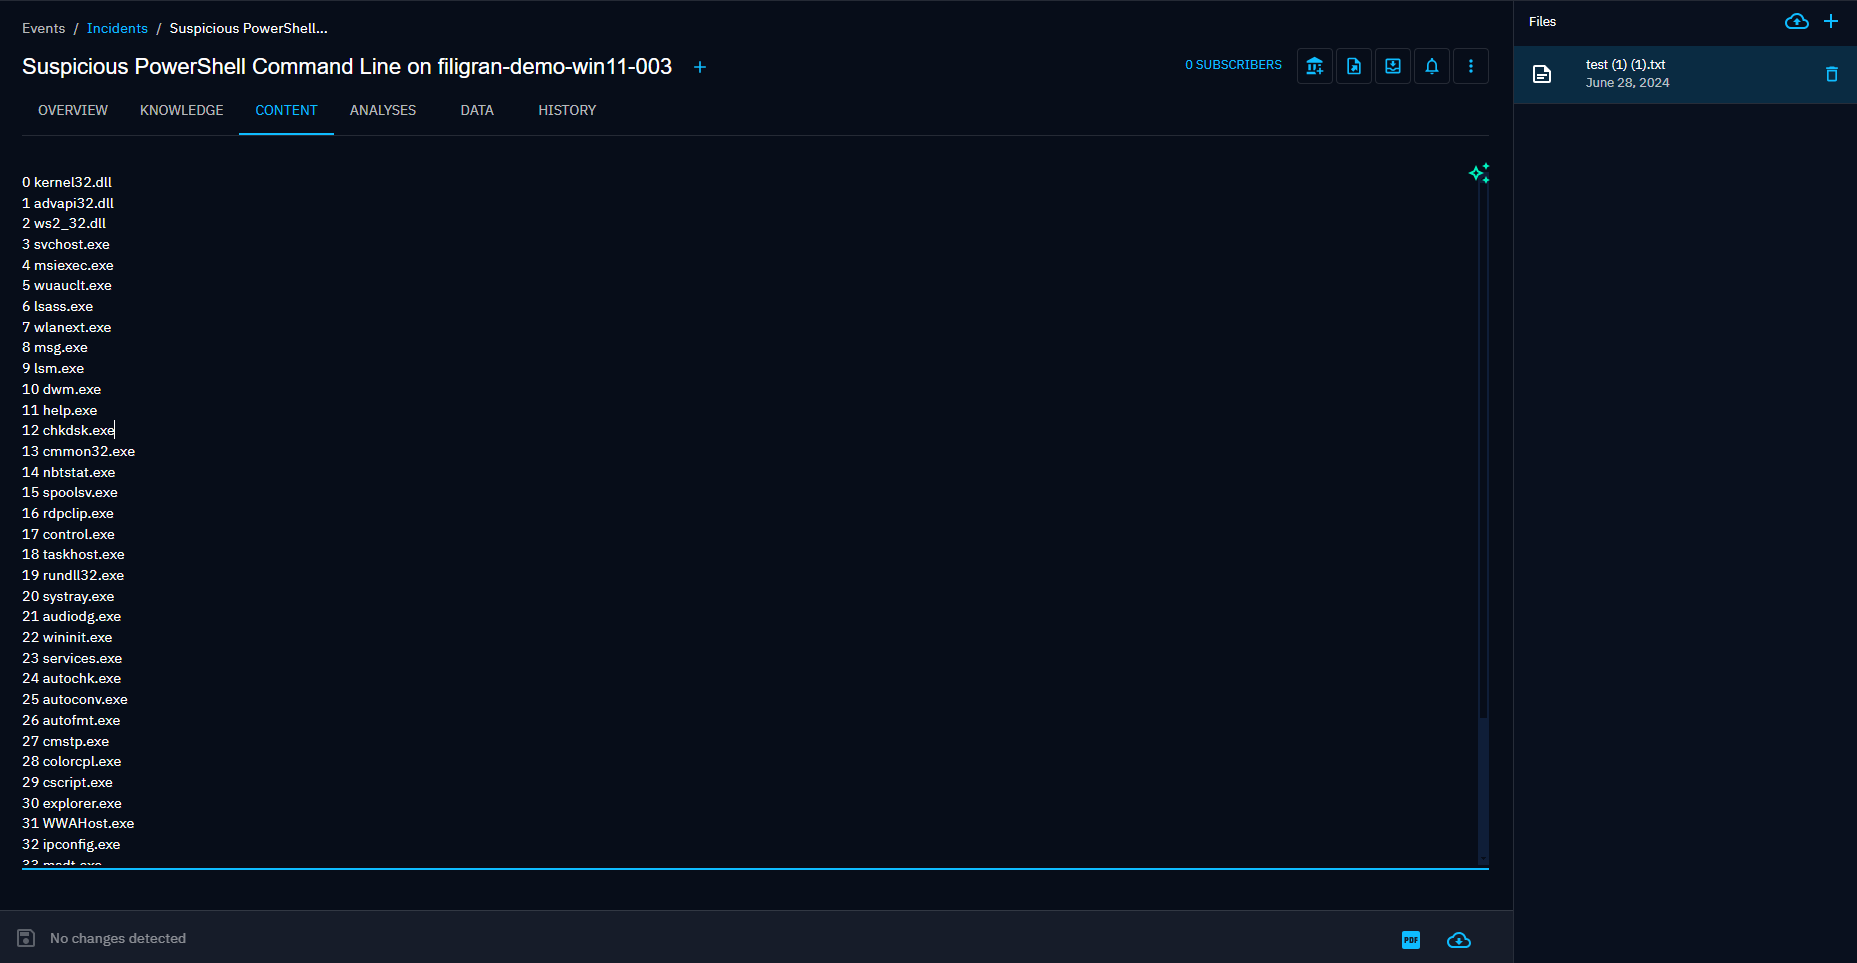 Events / Incidents / Suspicious PowerShell...
Suspicious PowerShell Command Line on filigran-demo-win11-003 +
0 SUBSCRIBERS
OVERVIEW KNOWLEDGE CONTENT ANALYSES DATA HISTORY
0 kernel32.dll
1 advapi32.dll
2 ws2_32.dll
3 svchost.exe
4 msiexec.exe
5 wuauclt.exe
6 lsass.exe
7 wlanext.exe
8 msg.exe
9 lsm.exe
10 dwm.exe
11 help.exe
12 chkdsk.exe
13 cmmon32.exe
14 nbtstat.exe
15 spoolsv.exe
16 rdpclip.exe
17 control.exe
18 taskhost.exe
19 rundll32.exe
20 systray.exe
21 audiodg.exe
22 wininit.exe
23 services.exe
24 autochk.exe
25 autoconv.exe
26 autofmt.exe
27 cmstp.exe
28 colorcpl.exe
29 cscript.exe
30 explorer.exe
31 WWAHost.exe
32 ipconfig.exe
33 msdt.exe
No changes detected
PDF
Files
test (1) (1).txt
June 28, 2024